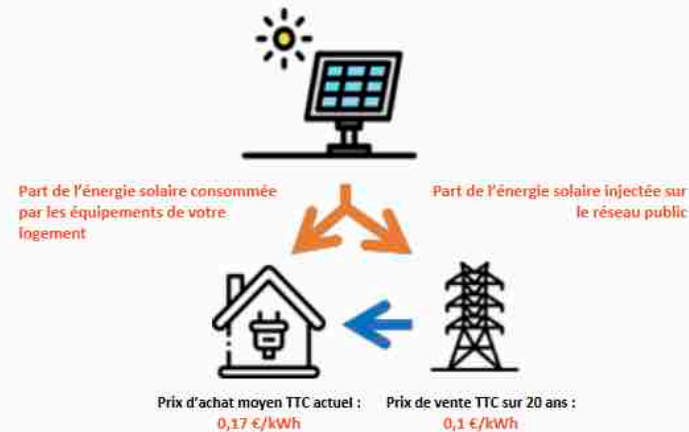 Part de l'énergie solaire consommée
par les équipements de votre
logement
Part de l'énergie solaire injectée sur
le réseau public
Prix d'achat moyen TTC actuel :
0,17 €/kWh
Prix de vente TTC sur 20 ans :
0,1 €/kWh